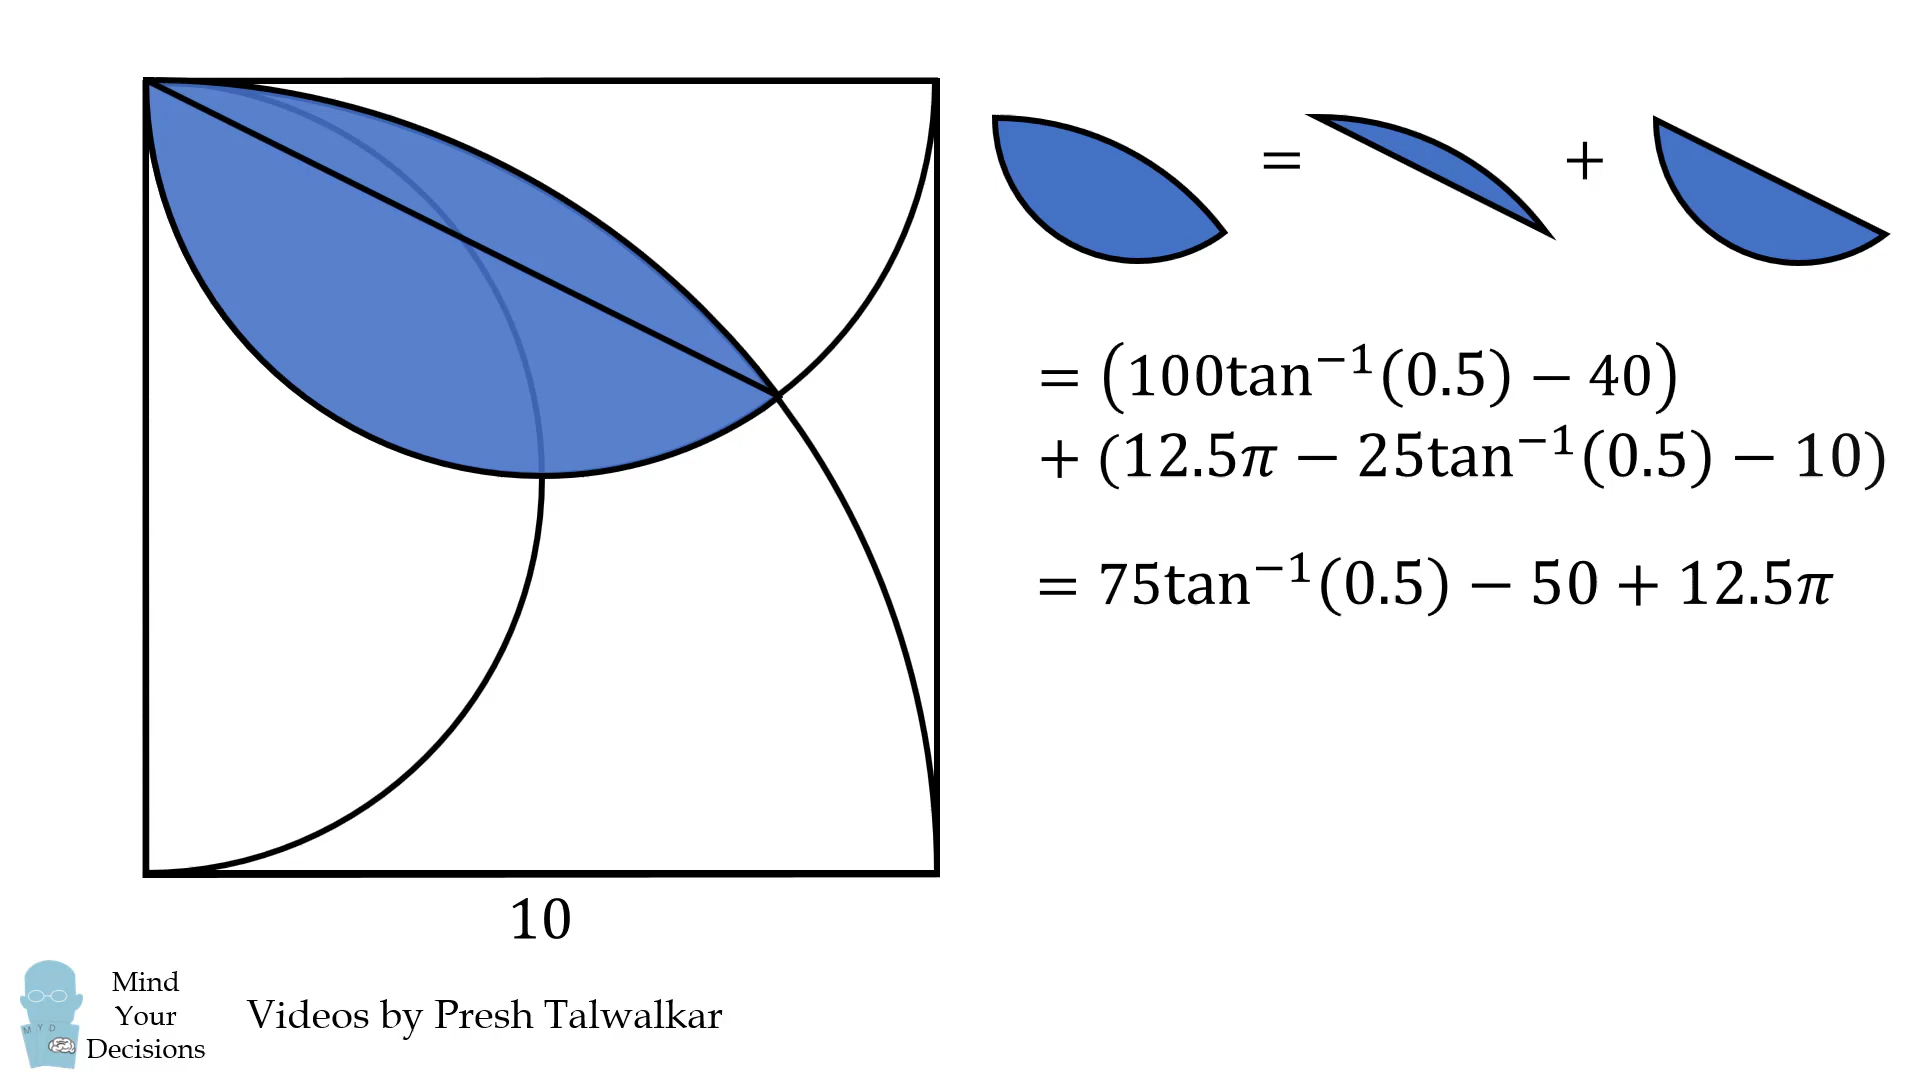 = +
= (100tan⁻¹(0.5) − 40)
+ (12.5π − 25tan⁻¹(0.5) − 10)
= 75tan⁻¹(0.5) − 50 + 12.5π
10
M Y D
Mind
Your
Decisions
Videos by Presh Talwalkar